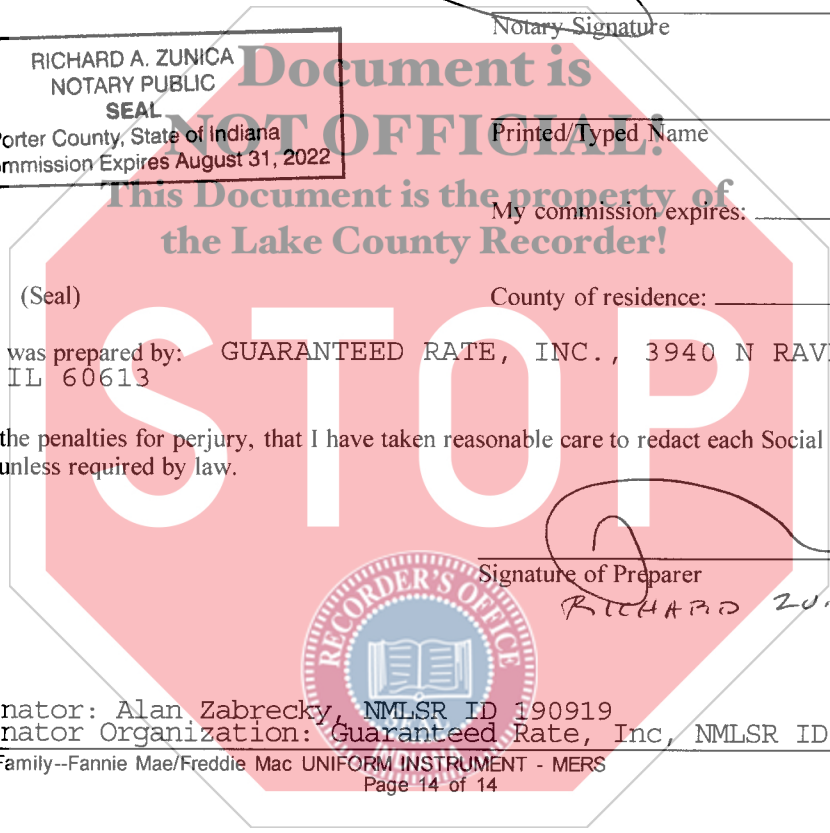 Notary Signature
RICHARD A. ZUNICA
NOTARY PUBLIC
SEAL
Porter County, State of Indiana
mmission Expires August 31, 2022
Document is
NOT OFFICIAL!
This Document is the property of
the Lake County Recorder!
Printed/Typed Name
My commission expires:
(Seal)
County of residence:
STOP
was prepared by: GUARANTEED RATE, INC., 3940 N RAV
IL 60613
the penalties for perjury, that I have taken reasonable care to redact each Social
unless required by law.
Signature of Preparer
RICHARD ZU
RECORDER'S OFFICE
SEAL
INDIANA
nator: Alan Zabrecky, NMLSR ID 190919
nator Organization: Guaranteed Rate, Inc, NMLSR ID
Family--Fannie Mae/Freddie Mac UNIFORM INSTRUMENT - MERS
Page 14 of 14